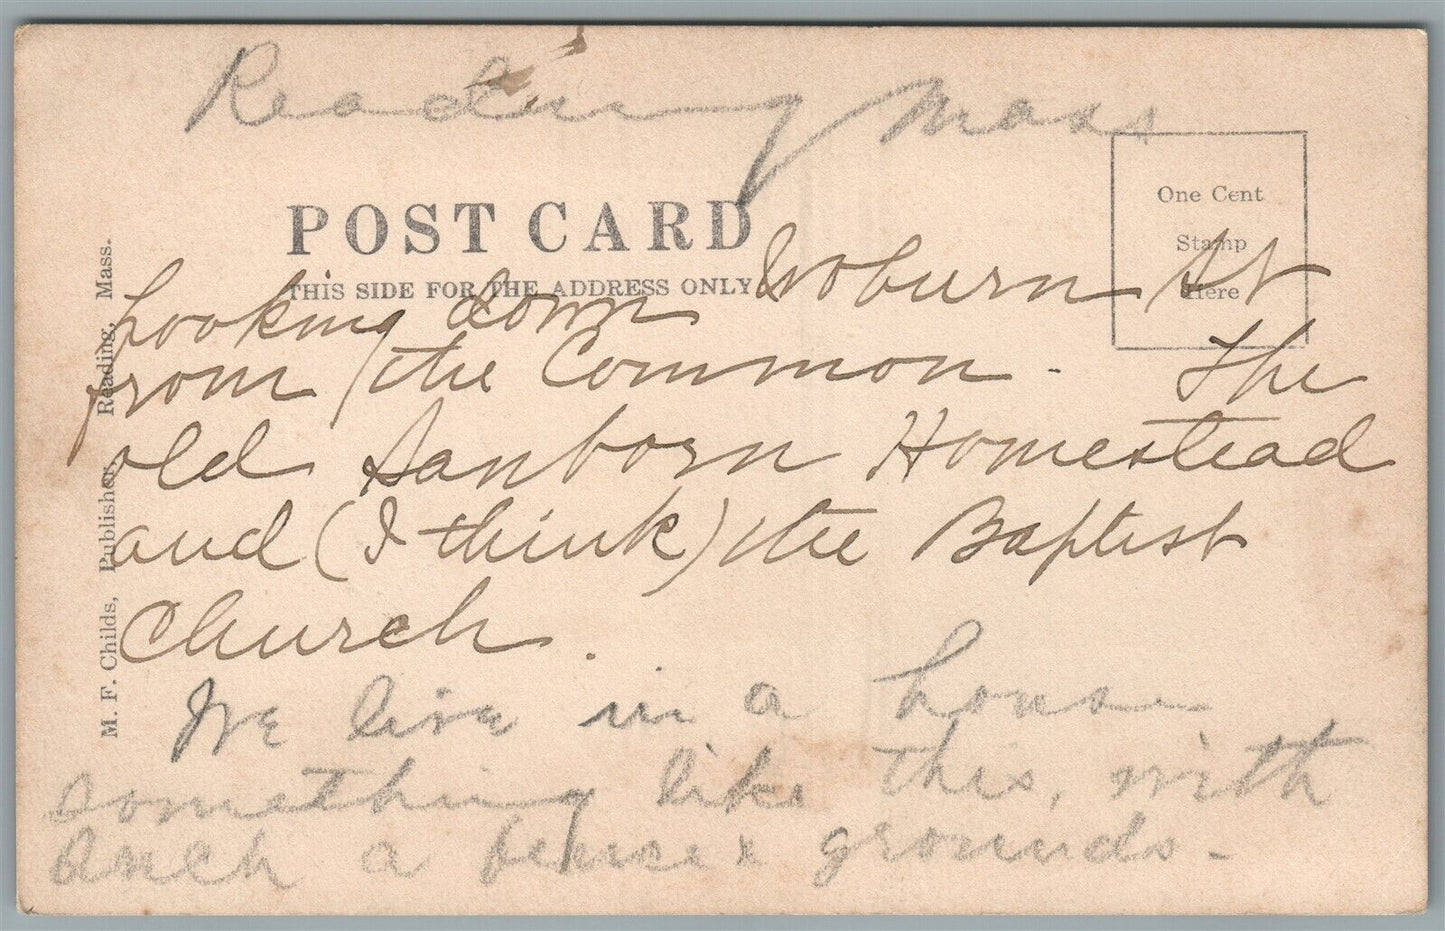 Reading Mass
One Cent
Stamp
Here
POST CARD
THIS SIDE FOR THE ADDRESS ONLY
M. F. Childs, Publisher, Reading, Mass.
Looking down Woburn St
from the Common. The
old Sanborn Homestead
and (I think) the Baptist
Church.
We live in a house
something like this, with
such a fence & grounds.